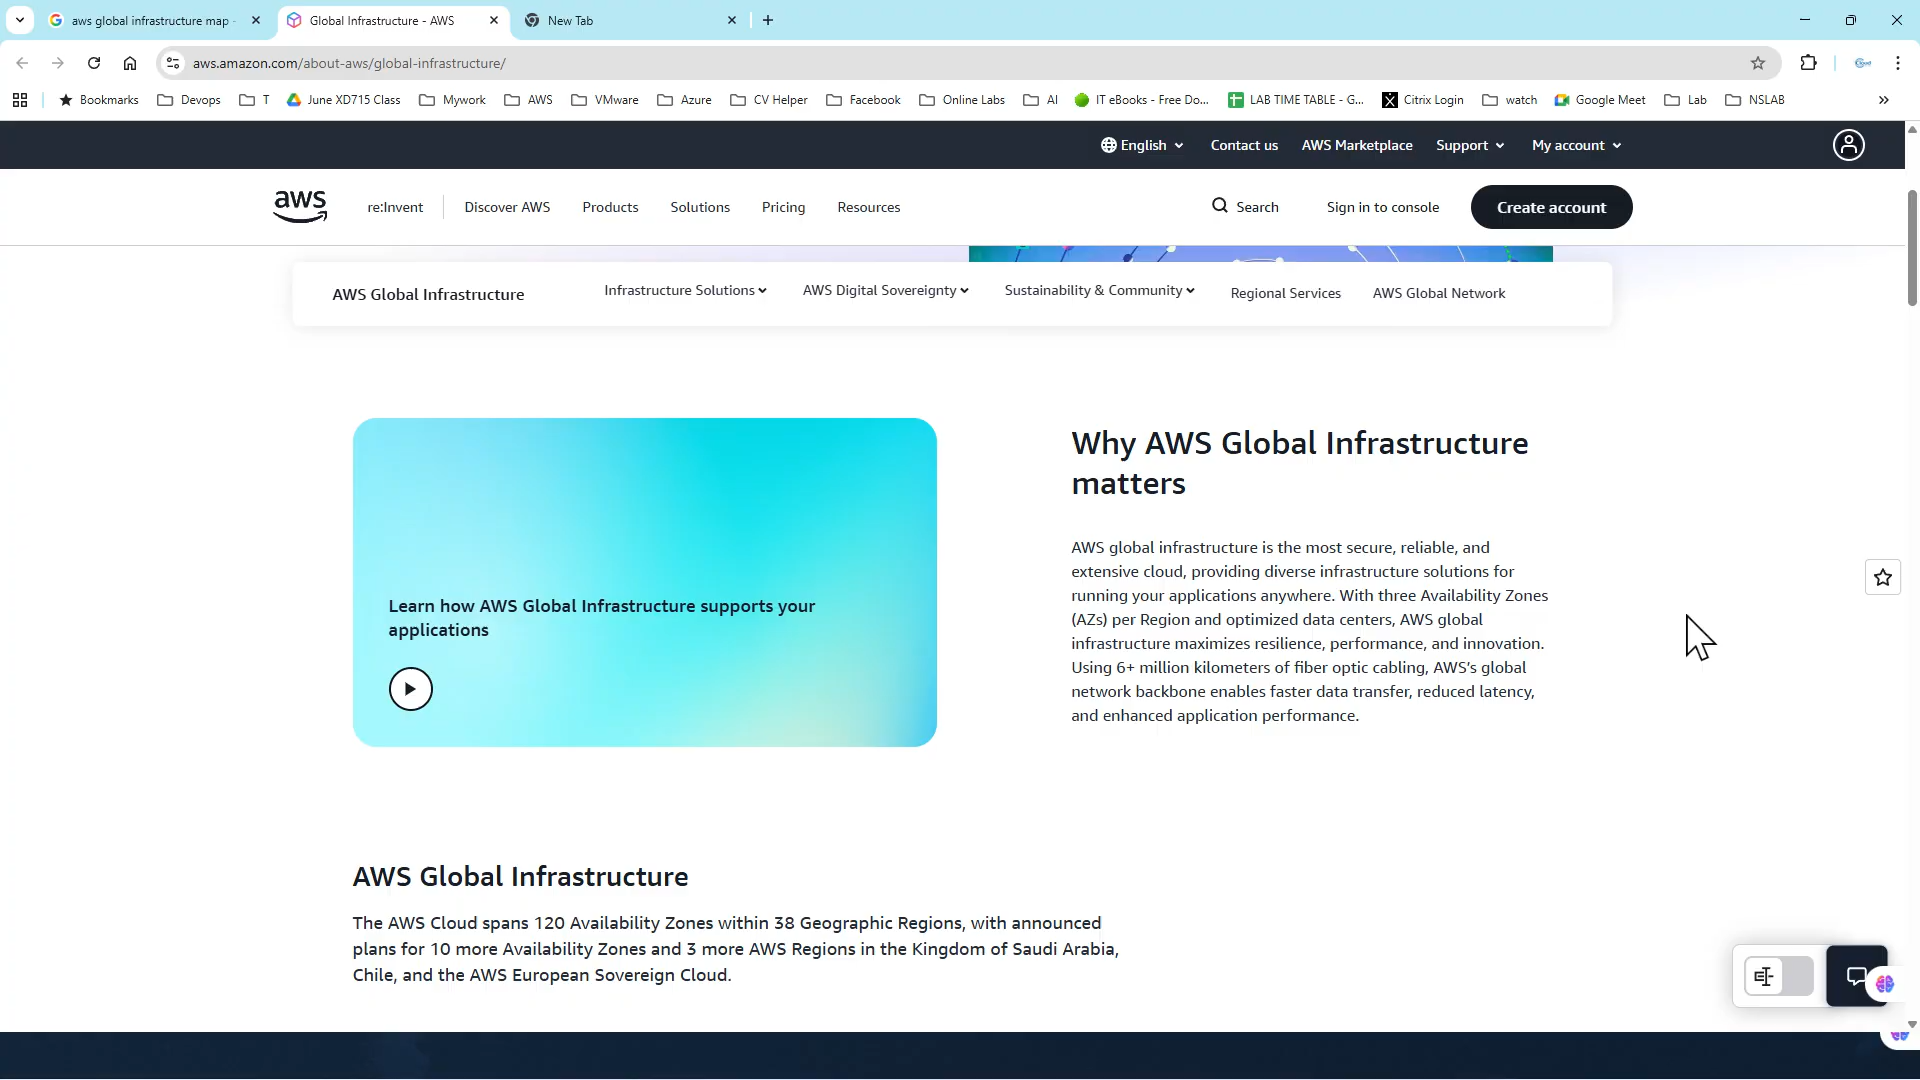 aws global infrastructure map
Global Infrastructure - AWS
New Tab
aws.amazon.com/about-aws/global-infrastructure/
Bookmarks
Devops
T
June XD715 Class
Mywork
AWS
VMware
Azure
CV Helper
Facebook
Online Labs
AI
IT eBooks - Free Do...
LAB TIME TABLE - G...
Citrix Login
watch
Google Meet
Lab
NSLAB
English
Contact us
AWS Marketplace
Support
My account
aws
re:Invent
Discover AWS
Products
Solutions
Pricing
Resources
Search
Sign in to console
Create account
AWS Global Infrastructure
Infrastructure Solutions
AWS Digital Sovereignty
Sustainability & Community
Regional Services
AWS Global Network
Learn how AWS Global Infrastructure supports your
applications
Why AWS Global Infrastructure
matters
AWS global infrastructure is the most secure, reliable, and
extensive cloud, providing diverse infrastructure solutions for
running your applications anywhere. With three Availability Zones
(AZs) per Region and optimized data centers, AWS global
infrastructure maximizes resilience, performance, and innovation.
Using 6+ million kilometers of fiber optic cabling, AWS’s global
network backbone enables faster data transfer, reduced latency,
and enhanced application performance.
AWS Global Infrastructure
The AWS Cloud spans 120 Availability Zones within 38 Geographic Regions, with announced
plans for 10 more Availability Zones and 3 more AWS Regions in the Kingdom of Saudi Arabia,
Chile, and the AWS European Sovereign Cloud.